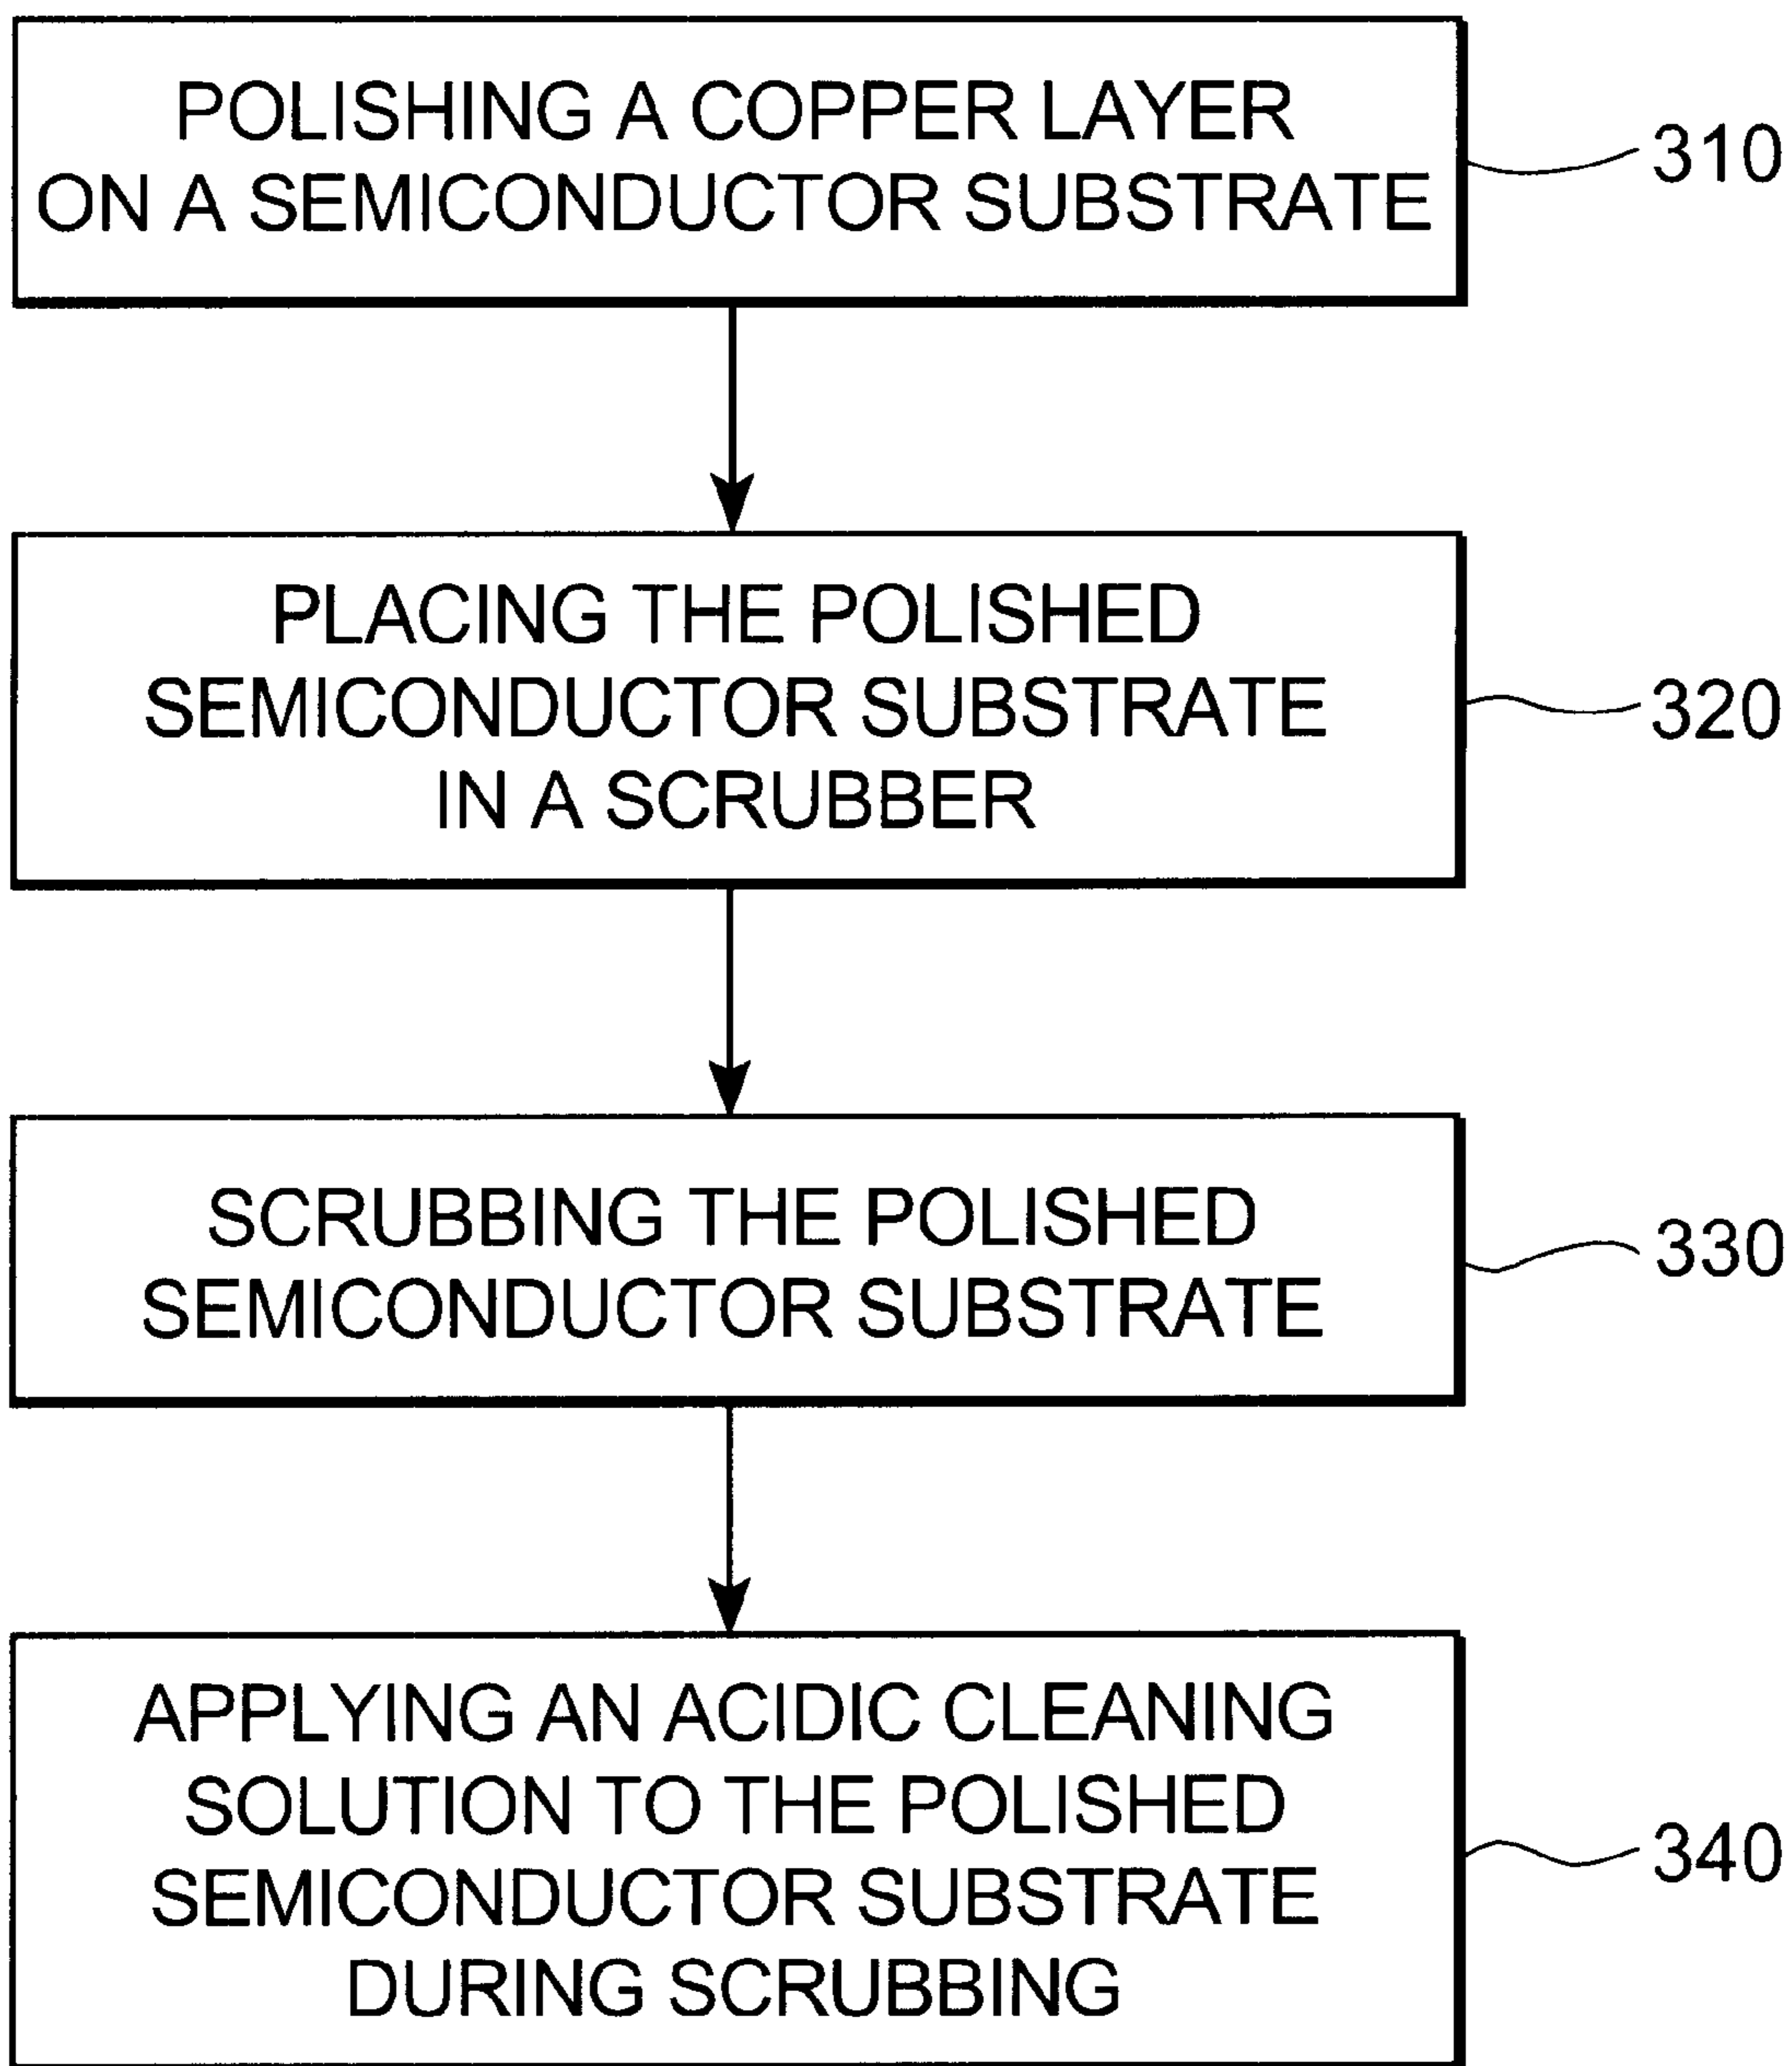 POLISHING A COPPER LAYER
ON A SEMICONDUCTOR SUBSTRATE
310
PLACING THE POLISHED
SEMICONDUCTOR SUBSTRATE
IN A SCRUBBER
320
SCRUBBING THE POLISHED
SEMICONDUCTOR SUBSTRATE
330
APPLYING AN ACIDIC CLEANING
SOLUTION TO THE POLISHED
SEMICONDUCTOR SUBSTRATE
DURING SCRUBBING
340